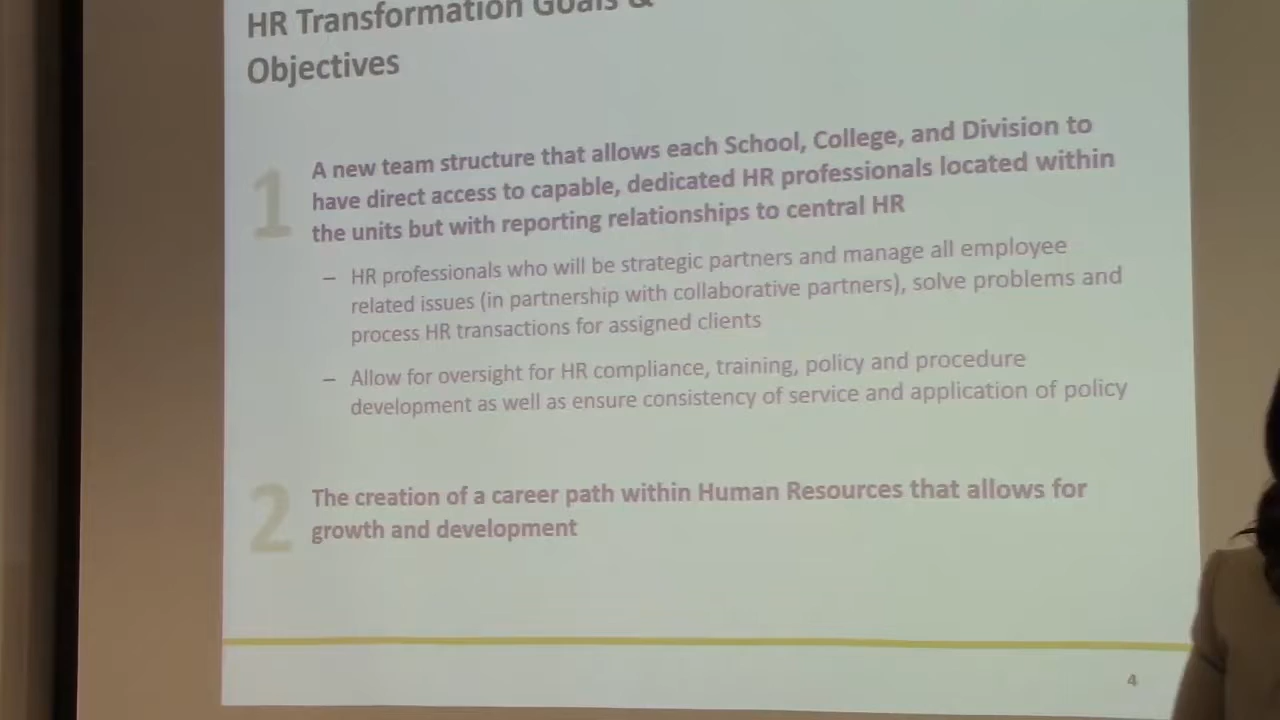 HR Transformation Goals &
Objectives
1
A new team structure that allows each School, College, and Division to
have direct access to capable, dedicated HR professionals located within
the units but with reporting relationships to central HR
– HR professionals who will be strategic partners and manage all employee
related issues (in partnership with collaborative partners), solve problems and
process HR transactions for assigned clients
– Allow for oversight for HR compliance, training, policy and procedure
development as well as ensure consistency of service and application of policy
2
The creation of a career path within Human Resources that allows for
growth and development
4